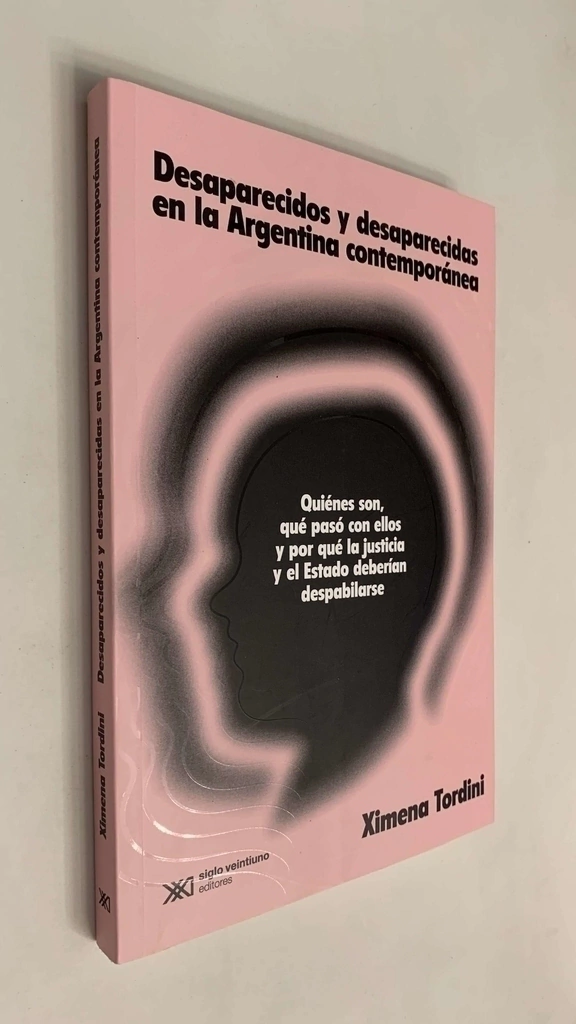 Desaparecidos y desaparecidas
en la Argentina contemporánea
Quiénes son,
qué pasó con ellos
y por qué la justicia
y el Estado deberían
despabilarse
Ximena Tordini
siglo veintiuno
editores
Ximena Tordini Desaparecidos y desaparecidas en la Argentina contemporánea